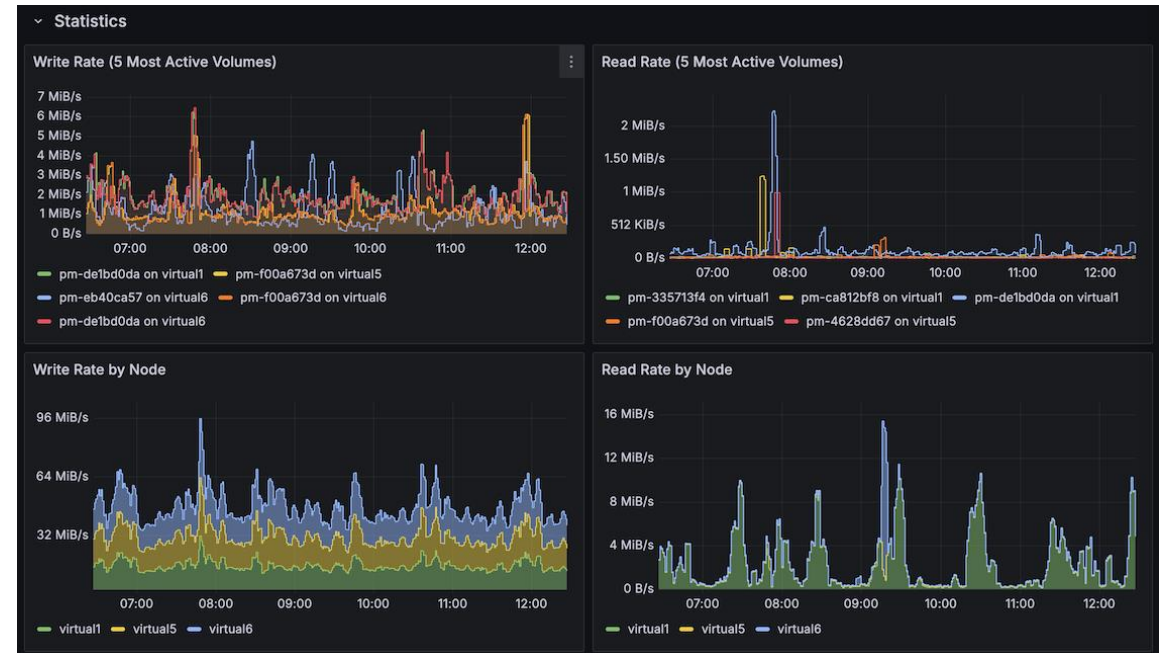 Statistics
Write Rate (5 Most Active Volumes)
7 MiB/s
6 MiB/s
5 MiB/s
4 MiB/s
3 MiB/s
2 MiB/s
1 MiB/s
0 B/s
07:00 08:00 09:00 10:00 11:00 12:00
pm-de1bd0da on virtual1 pm-f00a673d on virtual5
pm-eb40ca57 on virtual6 pm-f00a673d on virtual6
pm-de1bd0da on virtual6
Read Rate (5 Most Active Volumes)
2 MiB/s
1.50 MiB/s
1 MiB/s
512 KiB/s
0 B/s
07:00 08:00 09:00 10:00 11:00 12:00
pm-335713f4 on virtual1 pm-ca812bf8 on virtual1 pm-de1bd0da on virtual1
pm-f00a673d on virtual5 pm-4628dd67 on virtual5
Write Rate by Node
96 MiB/s
64 MiB/s
32 MiB/s
07:00 08:00 09:00 10:00 11:00 12:00
virtual1 virtual5 virtual6
Read Rate by Node
16 MiB/s
12 MiB/s
8 MiB/s
4 MiB/s
0 B/s
07:00 08:00 09:00 10:00 11:00 12:00
virtual1 virtual5 virtual6